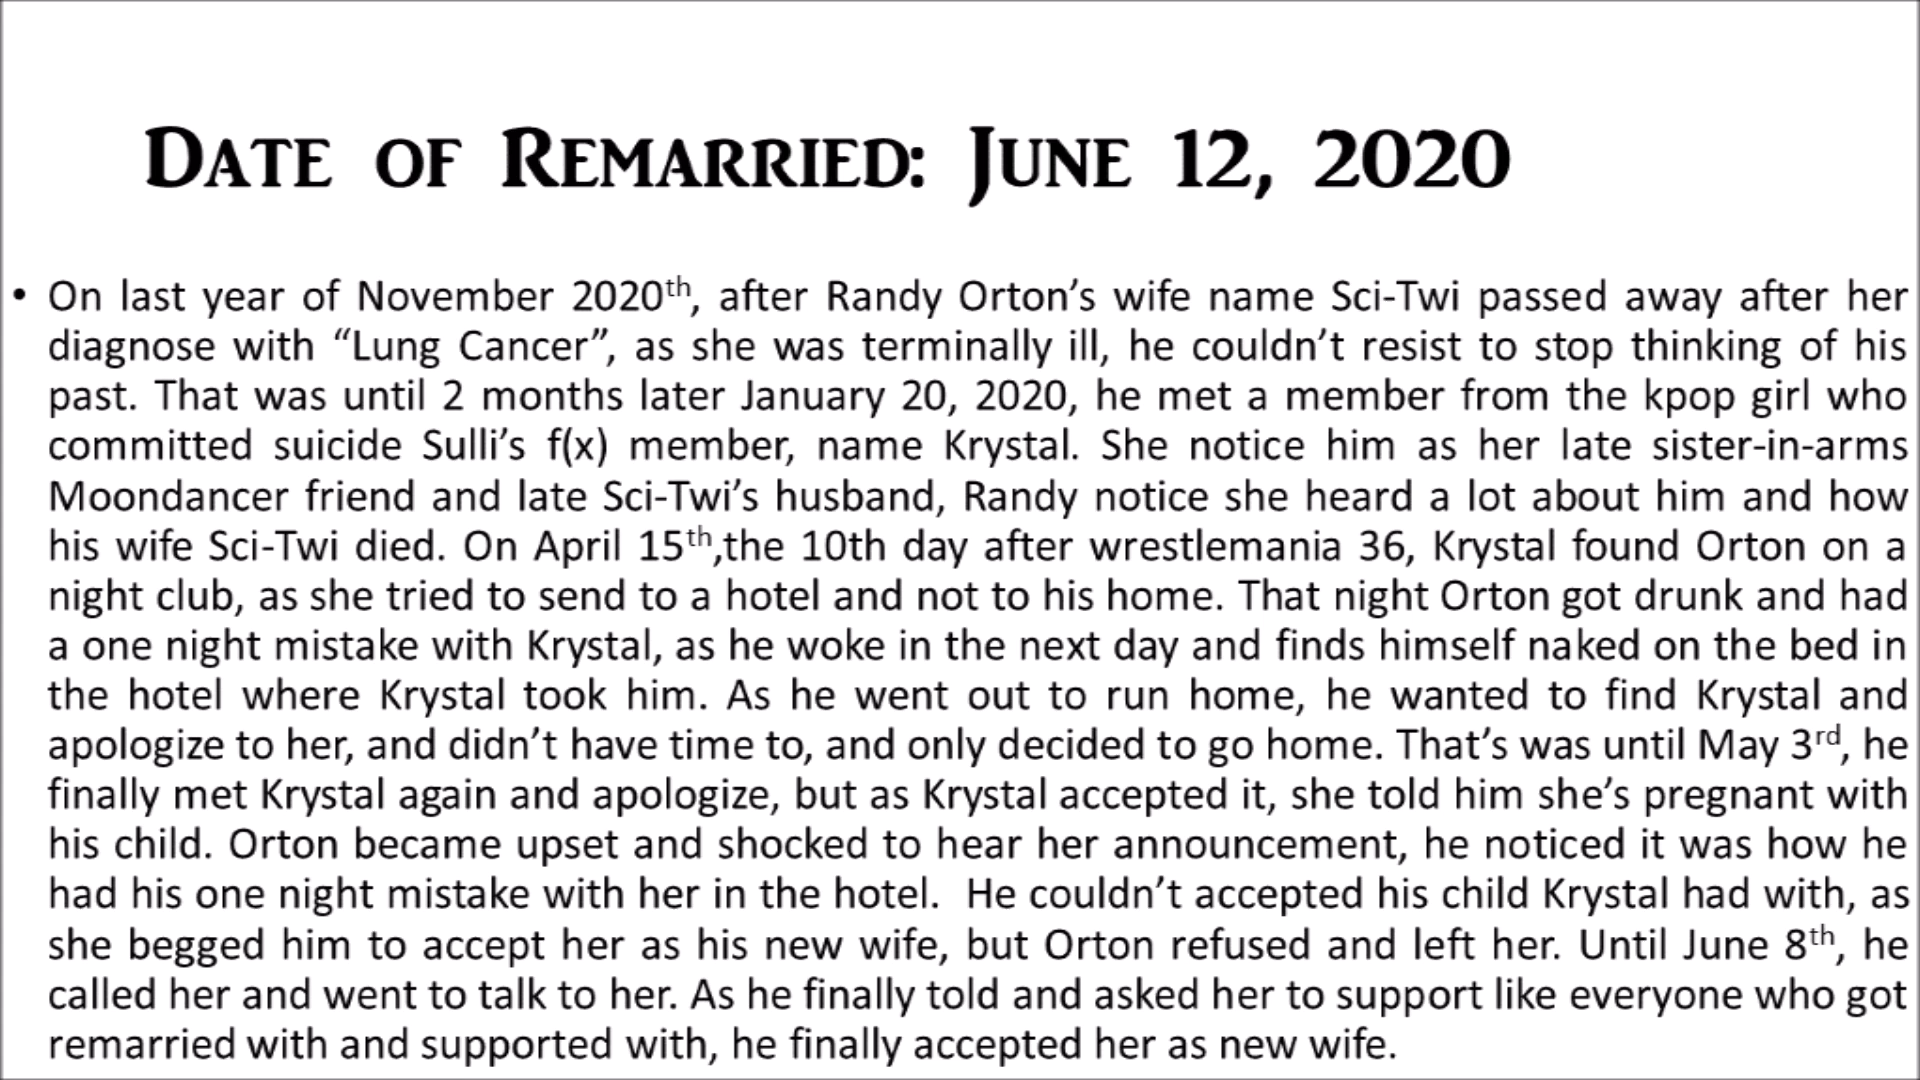 Date of Remarried: June 12, 2020
• On last year of November 2020th, after Randy Orton’s wife name Sci-Twi passed away after her
diagnose with “Lung Cancer”, as she was terminally ill, he couldn’t resist to stop thinking of his
past. That was until 2 months later January 20, 2020, he met a member from the kpop girl who
committed suicide Sulli’s f(x) member, name Krystal. She notice him as her late sister-in-arms
Moondancer friend and late Sci-Twi’s husband, Randy notice she heard a lot about him and how
his wife Sci-Twi died. On April 15th,the 10th day after wrestlemania 36, Krystal found Orton on a
night club, as she tried to send to a hotel and not to his home. That night Orton got drunk and had
a one night mistake with Krystal, as he woke in the next day and finds himself naked on the bed in
the hotel where Krystal took him. As he went out to run home, he wanted to find Krystal and
apologize to her, and didn’t have time to, and only decided to go home. That’s was until May 3rd, he
finally met Krystal again and apologize, but as Krystal accepted it, she told him she’s pregnant with
his child. Orton became upset and shocked to hear her announcement, he noticed it was how he
had his one night mistake with her in the hotel.  He couldn’t accepted his child Krystal had with, as
she begged him to accept her as his new wife, but Orton refused and left her. Until June 8th, he
called her and went to talk to her. As he finally told and asked her to support like everyone who got
remarried with and supported with, he finally accepted her as new wife.